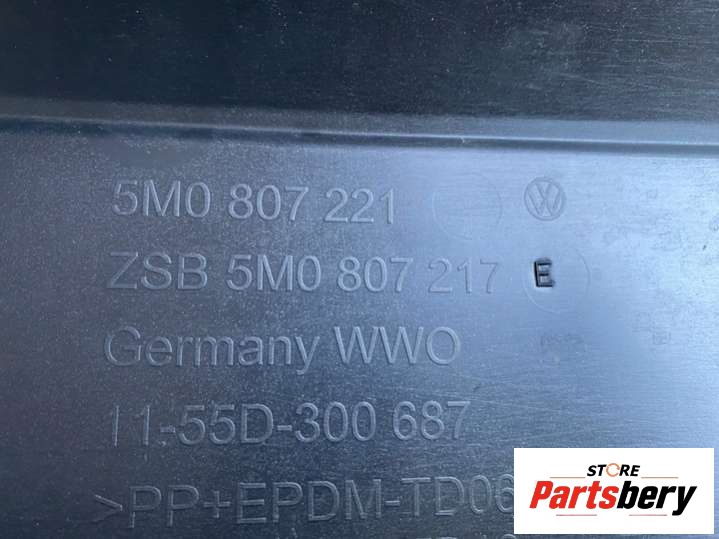 5M0 807 221
ZSB 5M0 807 217 E
Germany WWO
11-55D-300 687
>PP+EPDM-TD06
STORE
Partsbery